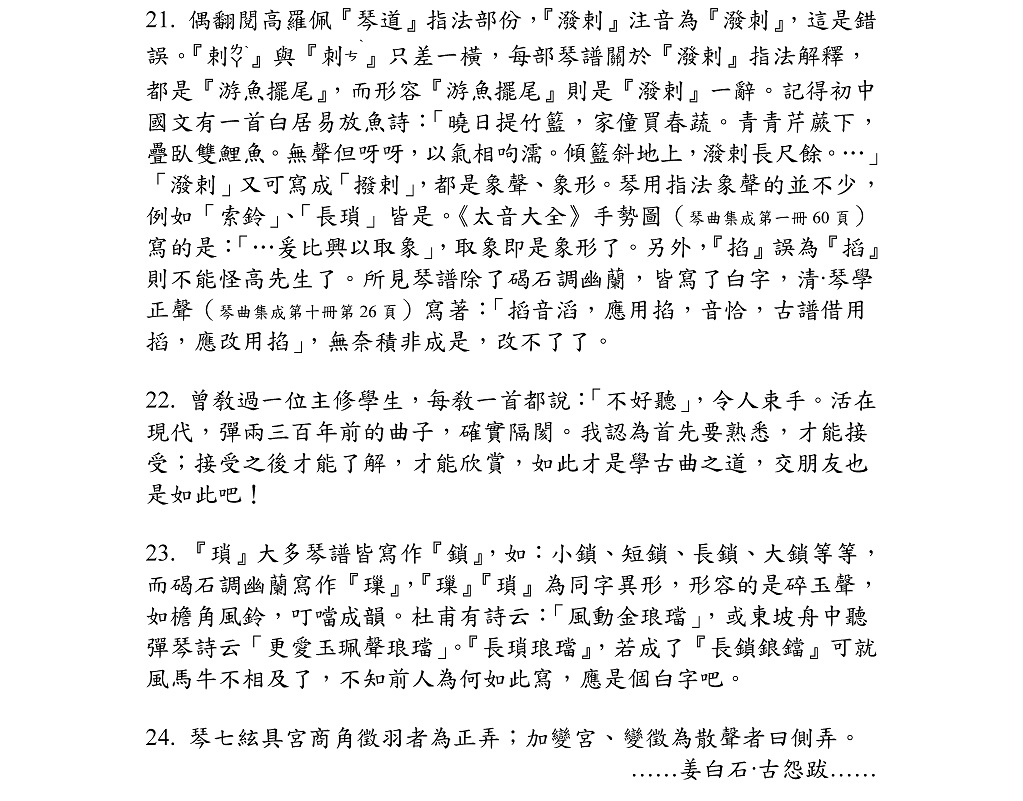 21. 偶翻閱高羅佩『琴道』指法部份，『潑剌』注音為『潑刺』，這是錯
誤。『剌ㄌㄚˋ』與『刺ㄘˋ』只差一橫，每部琴譜關於『潑剌』指法解釋，
都是『游魚擺尾』，而形容『游魚擺尾』則是『潑剌』一辭。記得初中
國文有一首白居易放魚詩：「曉日提竹籃，家僮買春蔬。青青芹蕨下，
疊臥雙鯉魚。無聲但呀呀，以氣相呴濡。傾籃斜地上，潑剌長尺餘。…」
「潑剌」又可寫成「撥剌」，都是象聲、象形。琴用指法象聲的並不少，
例如「索鈴」、「長瑣」皆是。《太音大全》手勢圖（琴曲集成第一冊 60 頁）
寫的是：「…爰比興以取象」，取象即是象形了。另外，『掐』誤為『搯』
則不能怪高先生了。所見琴譜除了碣石調幽蘭，皆寫了白字，清·琴學
正聲（琴曲集成第十冊第 26 頁）寫著：「搯音滔，應用掐，音恰，古譜借用
搯，應改用掐」，無奈積非成是，改不了了。
22. 曾教過一位主修學生，每教一首都說：「不好聽」，令人束手。活在
現代，彈兩三百年前的曲子，確實隔閡。我認為首先要熟悉，才能接
受；接受之後才能了解，才能欣賞，如此才是學古曲之道，交朋友也
是如此吧！
23. 『瑣』大多琴譜皆寫作『鎖』，如：小鎖、短鎖、長鎖、大鎖等等，
而碣石調幽蘭寫作『璅』，『璅』『瑣』為同字異形，形容的是碎玉聲，
如檐角風鈴，叮噹成韻。杜甫有詩云：「風動金琅璫」，或東坡舟中聽
彈琴詩云「更愛玉珮聲琅璫」。『長瑣琅璫』，若成了『長鎖鋃鐺』可就
風馬牛不相及了，不知前人為何如此寫，應是個白字吧。
24. 琴七絃具宮商角徵羽者為正弄；加變宮、變徵為散聲者曰側弄。
……姜白石·古怨跋……